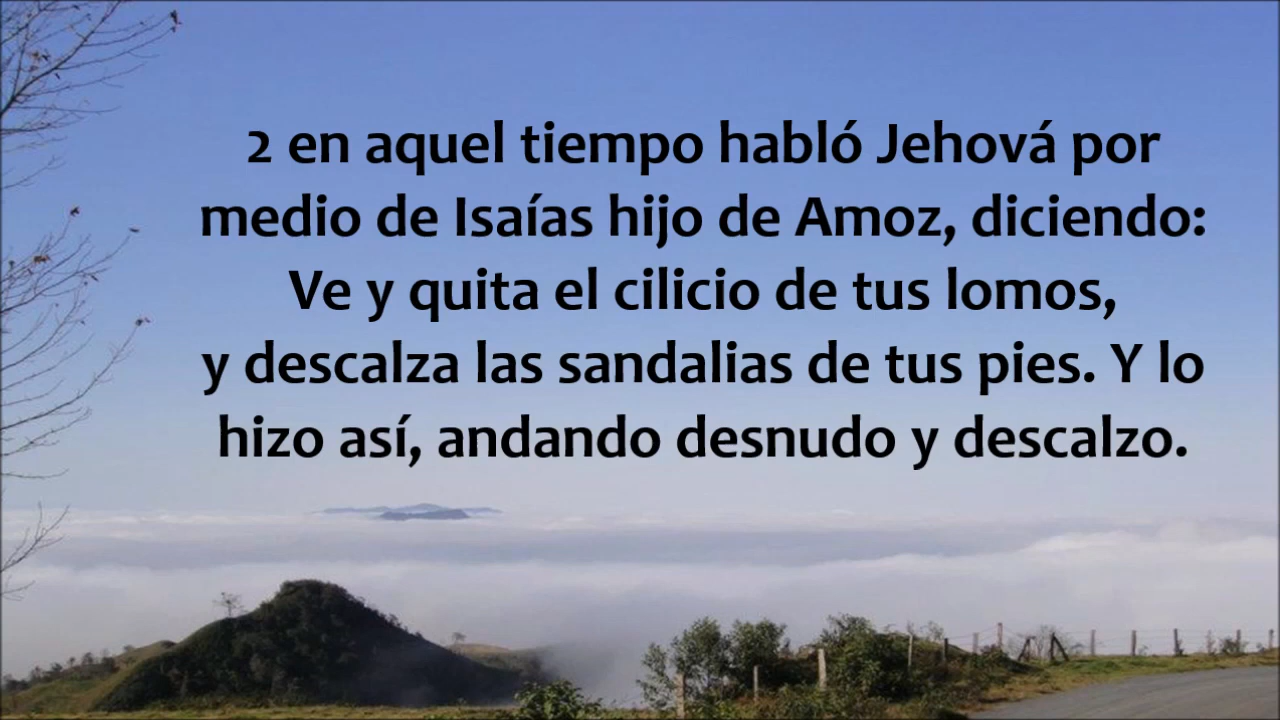 2 en aquel tiempo habló Jehová por
medio de Isaías hijo de Amoz, diciendo:
Ve y quita el cilicio de tus lomos,
y descalza las sandalias de tus pies. Y lo
hizo así, andando desnudo y descalzo.